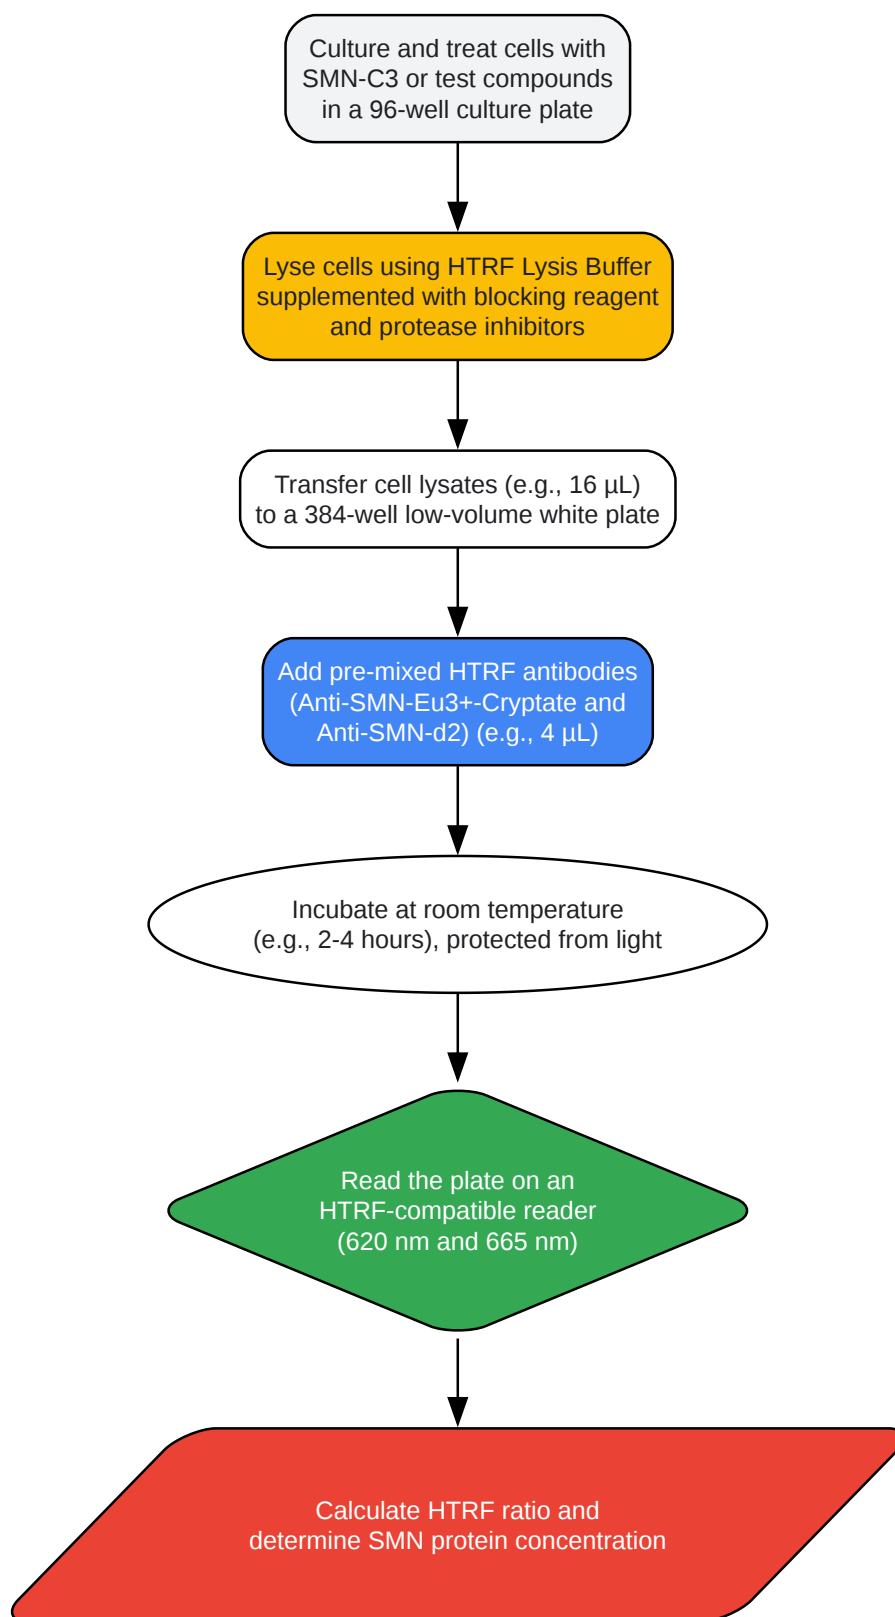 Culture and treat cells with
SMN-C3 or test compounds
in a 96-well culture plate
Lyse cells using HTRF Lysis Buffer
supplemented with blocking reagent
and protease inhibitors
Transfer cell lysates (e.g., 16 µL)
to a 384-well low-volume white plate
Add pre-mixed HTRF antibodies
(Anti-SMN-Eu3+-Cryptate and
Anti-SMN-d2) (e.g., 4 µL)
Incubate at room temperature
(e.g., 2-4 hours), protected from light
Read the plate on an
HTRF-compatible reader
(620 nm and 665 nm)
Calculate HTRF ratio and
determine SMN protein concentration